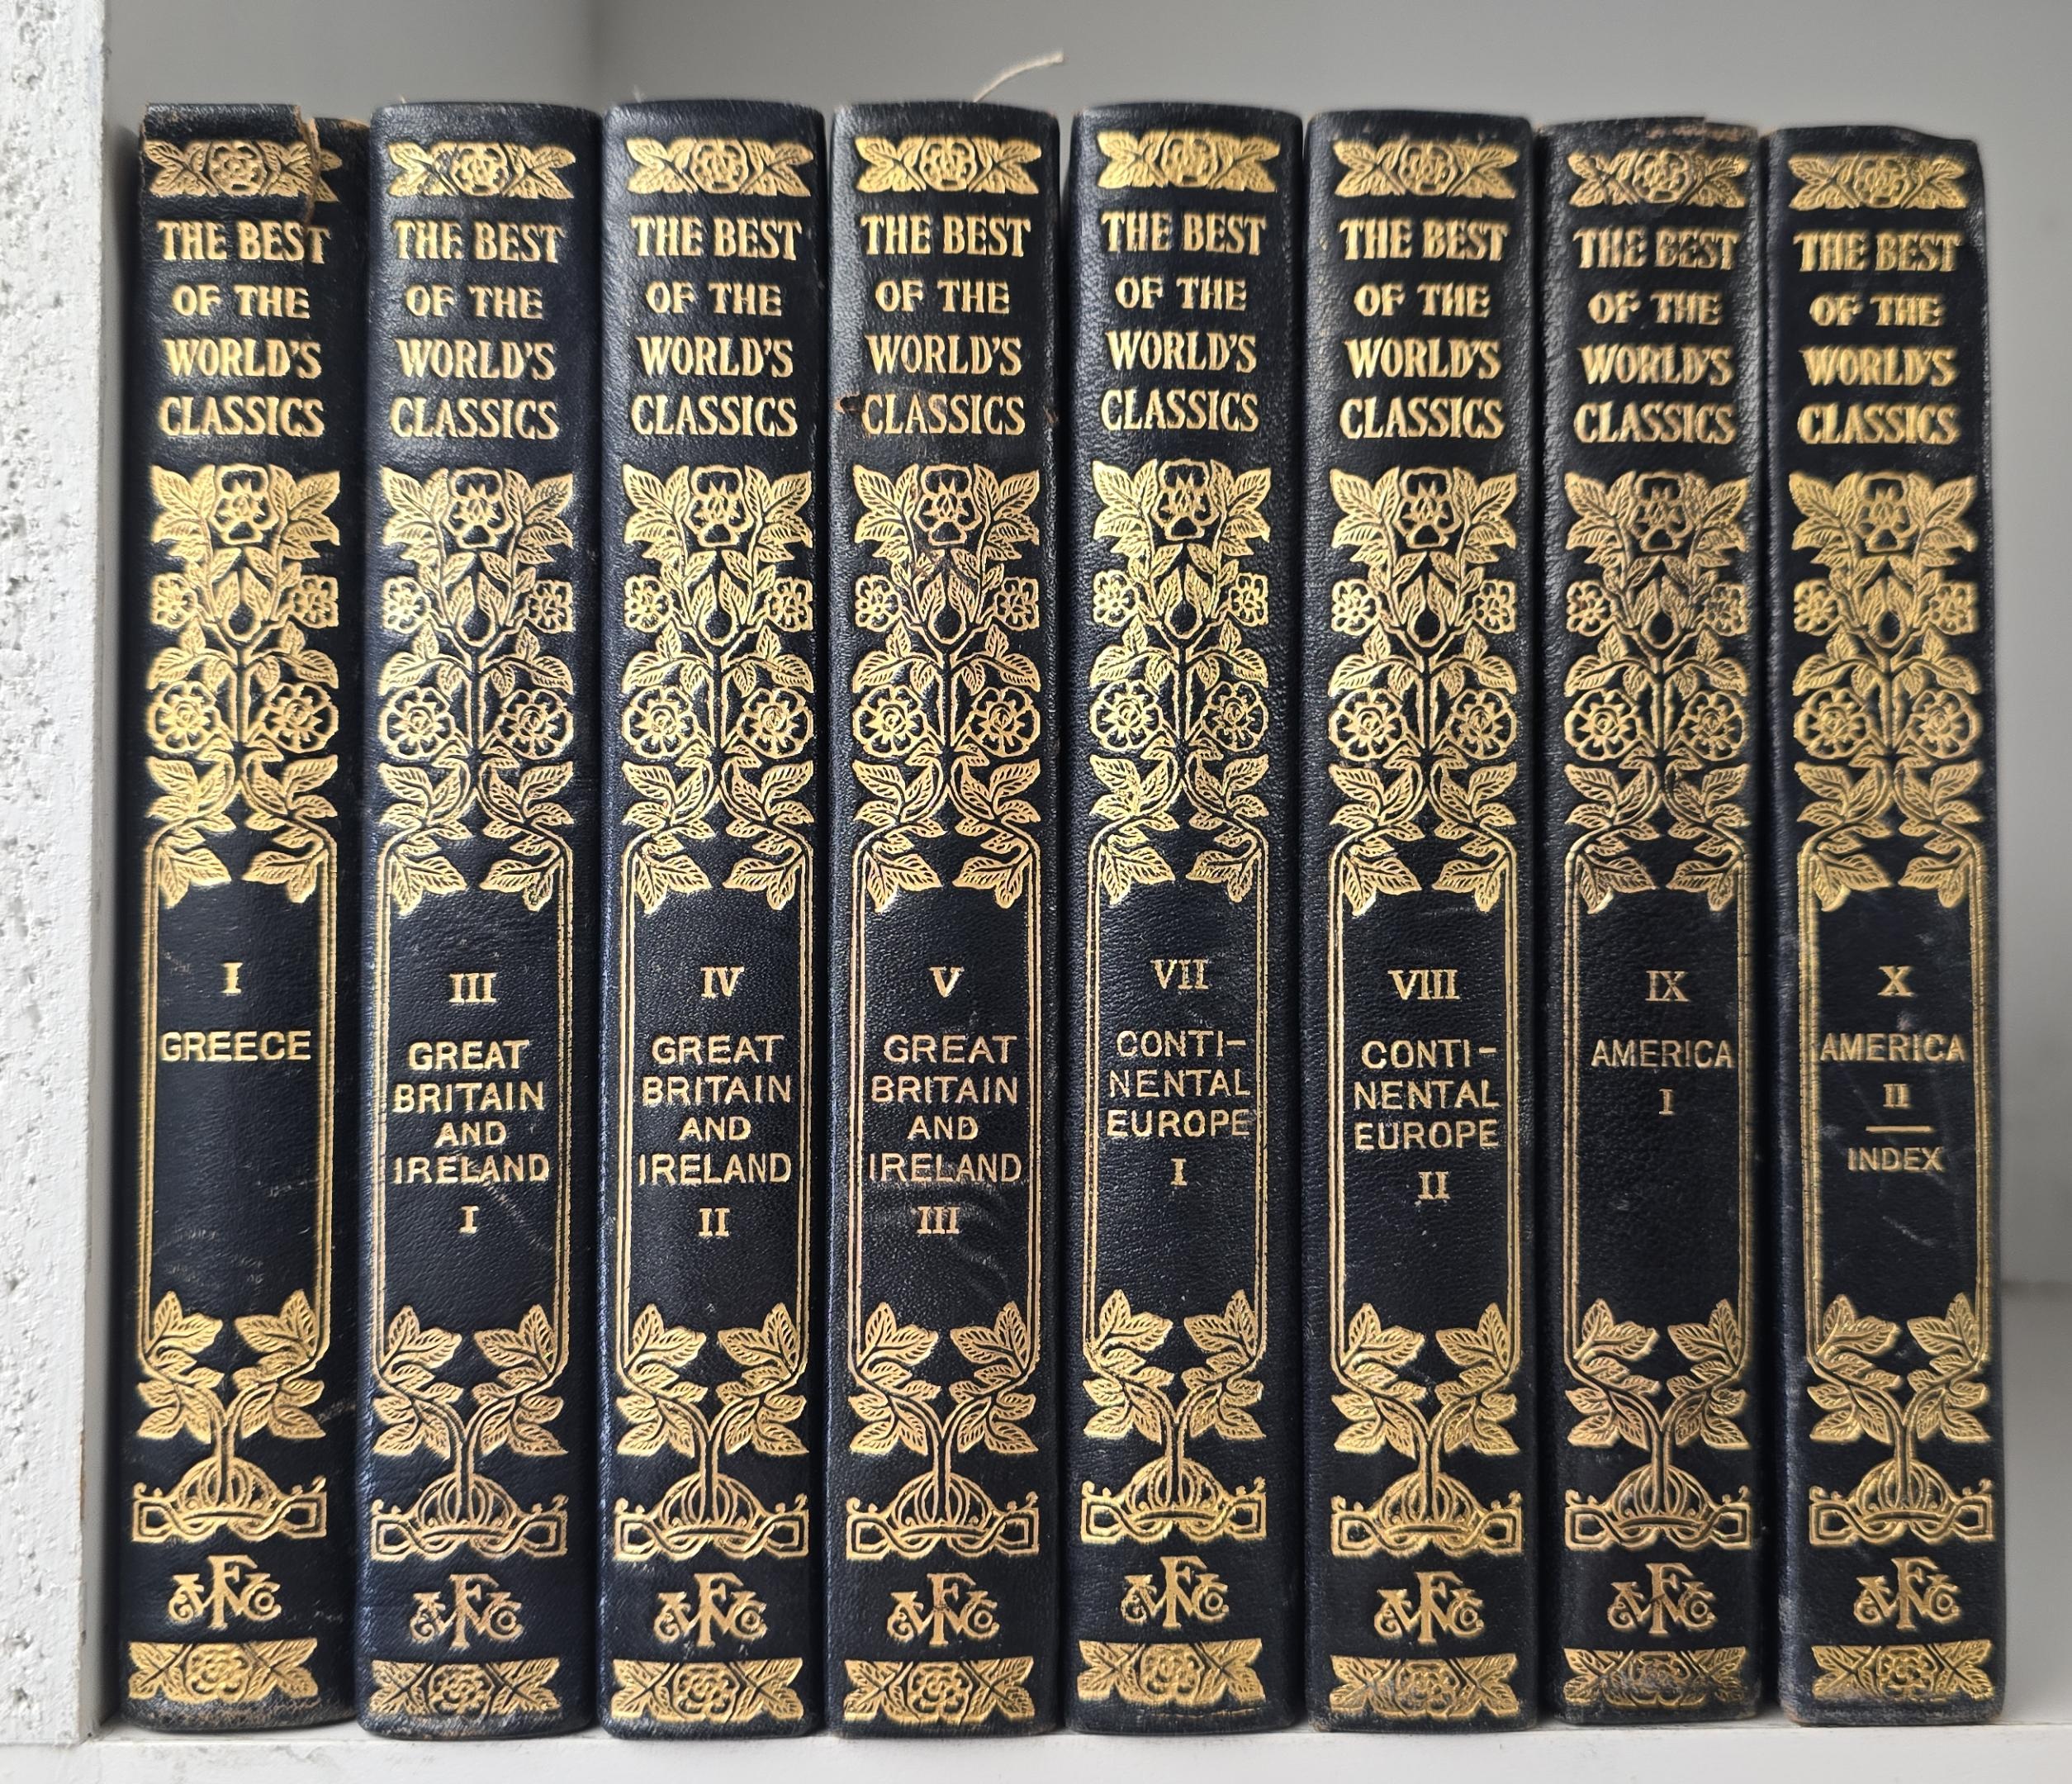 THE BEST
OF THE
WORLD'S
CLASSICS
I
GREECE
THE BEST
OF THE
WORLD'S
CLASSICS
III
GREAT
BRITAIN
AND
IRELAND
I
THE BEST
OF THE
WORLD'S
CLASSICS
IV
GREAT
BRITAIN
AND
IRELAND
II
THE BEST
OF THE
WORLD'S
CLASSICS
V
GREAT
BRITAIN
AND
IRELAND
III
THE BEST
OF THE
WORLD'S
CLASSICS
VII
CONTI-
NENTAL
EUROPE
I
THE BEST
OF THE
WORLD'S
CLASSICS
VIII
CONTI-
NENTAL
EUROPE
II
THE BEST
OF THE
WORLD'S
CLASSICS
IX
AMERICA
I
THE BEST
OF THE
WORLD'S
CLASSICS
X
AMERICA
II
INDEX